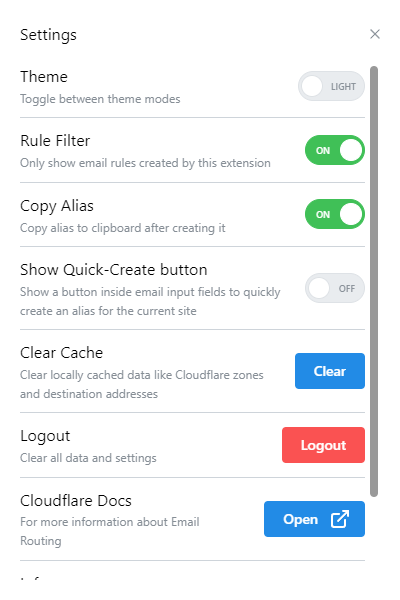 Settings
Theme
Toggle between theme modes
LIGHT
Rule Filter
Only show email rules created by this extension
ON
Copy Alias
Copy alias to clipboard after creating it
ON
Show Quick-Create button
Show a button inside email input fields to quickly
create an alias for the current site
OFF
Clear Cache
Clear locally cached data like Cloudflare zones
and destination addresses
Clear
Logout
Clear all data and settings
Logout
Cloudflare Docs
For more information about Email
Routing
Open